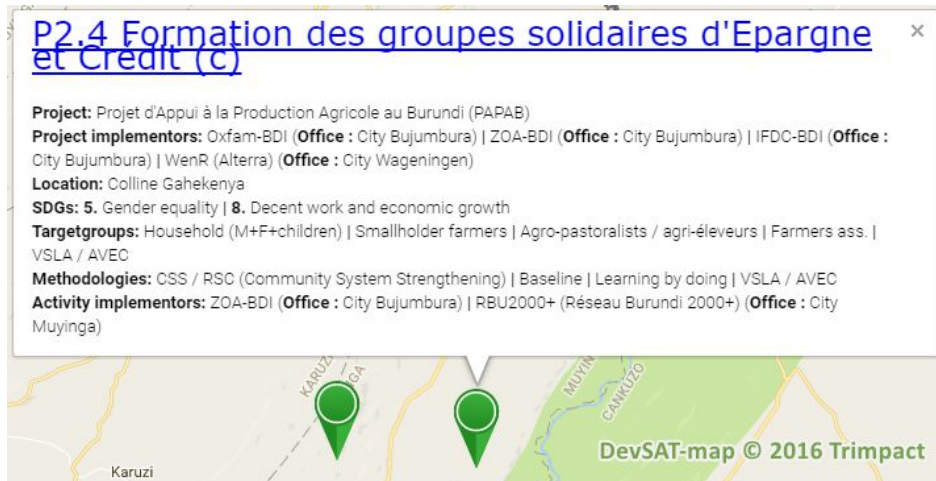 P2.4 Formation des groupes solidaires d'Epargne
et Crédit (c)
×
Project: Projet d'Appui à la Production Agricole au Burundi (PAPAB)
Project implementors: Oxfam-BDI (Office : City Bujumbura) | ZOA-BDI (Office : City Bujumbura) | IFDC-BDI (Office :
City Bujumbura) | WenR (Alterra) (Office : City Wageningen)
Location: Colline Gahekenya
SDGs: 5. Gender equality | 8. Decent work and economic growth
Targetgroups: Household (M+F+children) | Smallholder farmers | Agro-pastoralists / agri-éleveurs | Farmers ass. |
VSLA / AVEC
Methodologies: CSS / RSC (Community System Strengthening) | Baseline | Learning by doing | VSLA / AVEC
Activity implementors: ZOA-BDI (Office : City Bujumbura) | RBU2000+ (Réseau Burundi 2000+) (Office : City
Muyinga)
KARUZI
MUYIN
CANKUZO
DevSAT-map © 2016 Trimpact
Karuzi